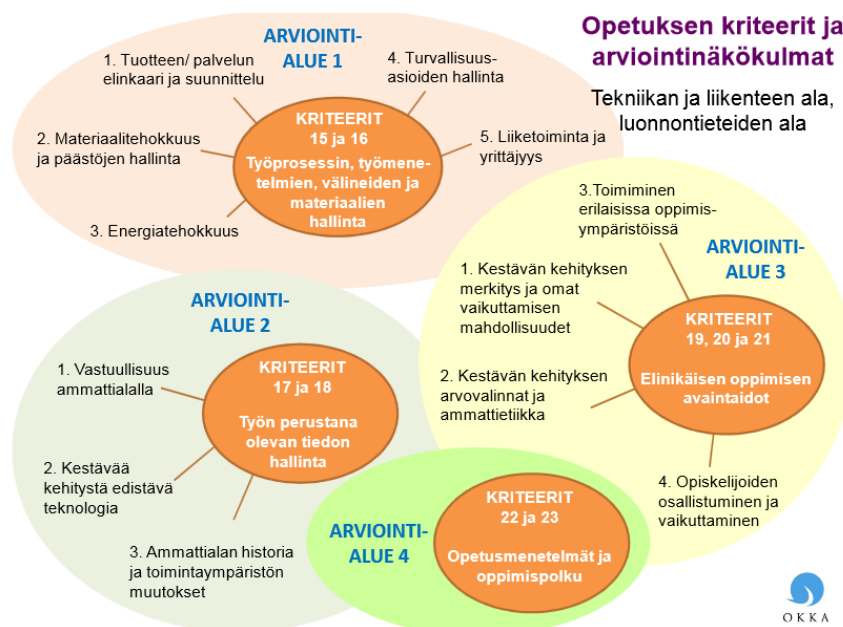 Opetuksen kriteerit ja
arviointinäkökulmat
Tekniikan ja liikenteen ala,
luonnontieteiden ala
ARVIOINTI-
ALUE 1
1. Tuotteen/ palvelun
elinkaari ja suunnittelu
4. Turvallisuus-
asioiden hallinta
2. Materiaalitehokkuus
ja päästöjen hallinta
KRITEERIT
15 ja 16
Työprosessin, työmene-
telmien, välineiden ja
materiaalien
hallinta
5. Liiketoiminta ja
yrittäjyys
3. Energiatehokkuus
ARVIOINTI-
ALUE 2
1. Vastuullisuus
ammattialalla
KRITEERIT
17 ja 18
Työn perustana
olevan tiedon
hallinta
2. Kestävää
kehitystä edistävä
teknologia
3. Ammattialan historia
ja toimintaympäristön
muutokset
3.Toimiminen
erilaisissa oppimis-
ympäristöissä
ARVIOINTI-
ALUE 3
1. Kestävän kehityksen
merkitys ja omat
vaikuttamisen
mahdollisuudet
KRITEERIT
19, 20 ja 21
Elinikäisen oppimisen
avaintaidot
2. Kestävän kehityksen
arvovalinnat ja
ammattietiikka
4. Opiskelijoiden
osallistuminen ja
vaikuttaminen
ARVIOINTI-
ALUE 4
KRITEERIT
22 ja 23
Opetusmenetelmät ja
oppimispolku
OKKA